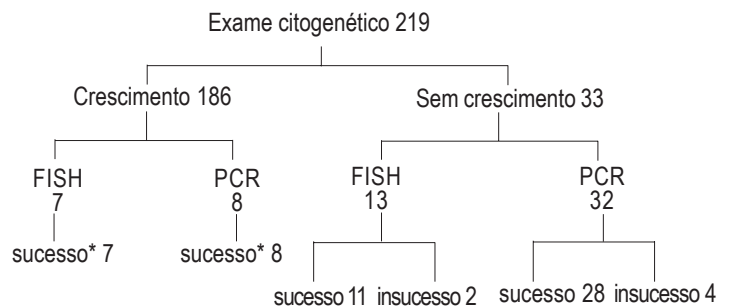 Exame citogenético 219
Crescimento 186
Sem crescimento 33
FISH
7
PCR
8
FISH
13
PCR
32
sucesso* 7
sucesso* 8
sucesso 11
insucesso 2
sucesso 28
insucesso 4